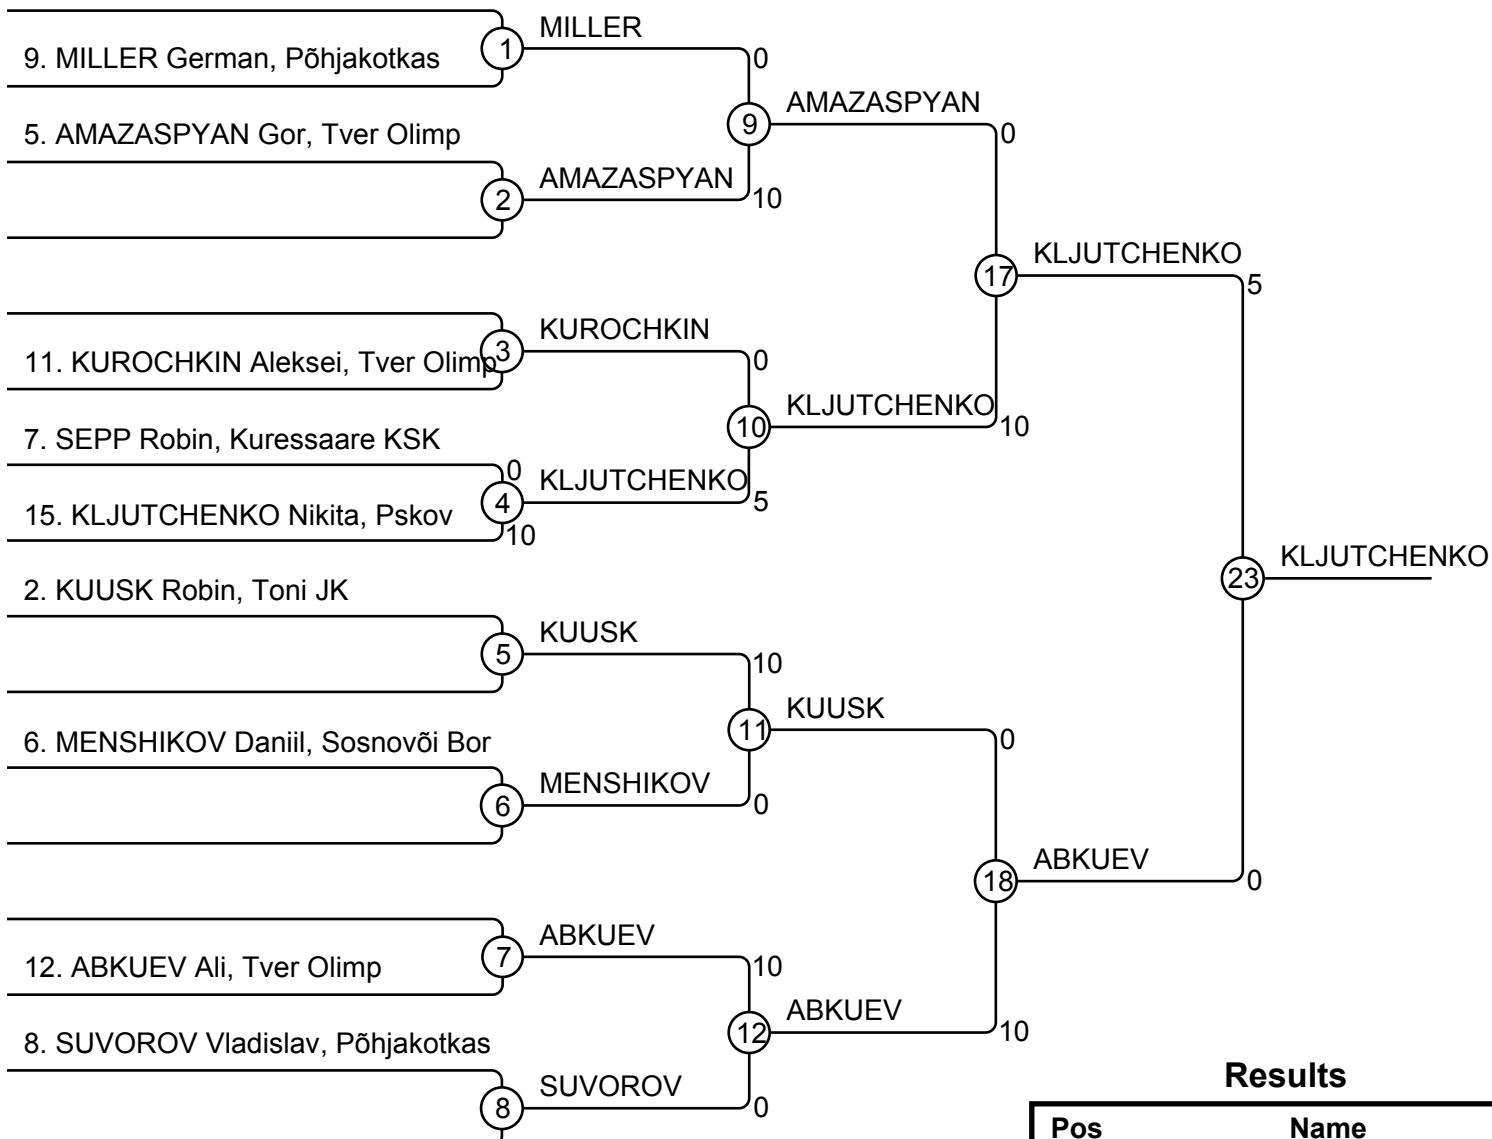 MILLER
9. MILLER German, Põhjakotkas
1
0
AMAZASPYAN
9
0
5. AMAZASPYAN Gor, Tver Olimp
AMAZASPYAN
2
10
KLJUTCHENKO
17
5
KUROCHKIN
3
0
11. KUROCHKIN Aleksei, Tver Olimp
KLJUTCHENKO
10
10
7. SEPP Robin, Kuressaare KSK
0
KLJUTCHENKO
4
5
15. KLJUTCHENKO Nikita, Pskov
10
KLJUTCHENKO
23
2. KUUSK Robin, Toni JK
KUUSK
5
10
KUUSK
11
0
6. MENSHIKOV Daniil, Sosnovõi Bor
MENSHIKOV
6
0
ABKUEV
18
0
ABKUEV
7
10
12. ABKUEV Ali, Tver Olimp
ABKUEV
12
10
8. SUVOROV Vladislav, Põhjakotkas
SUVOROV
8
0
Results
Pos Name